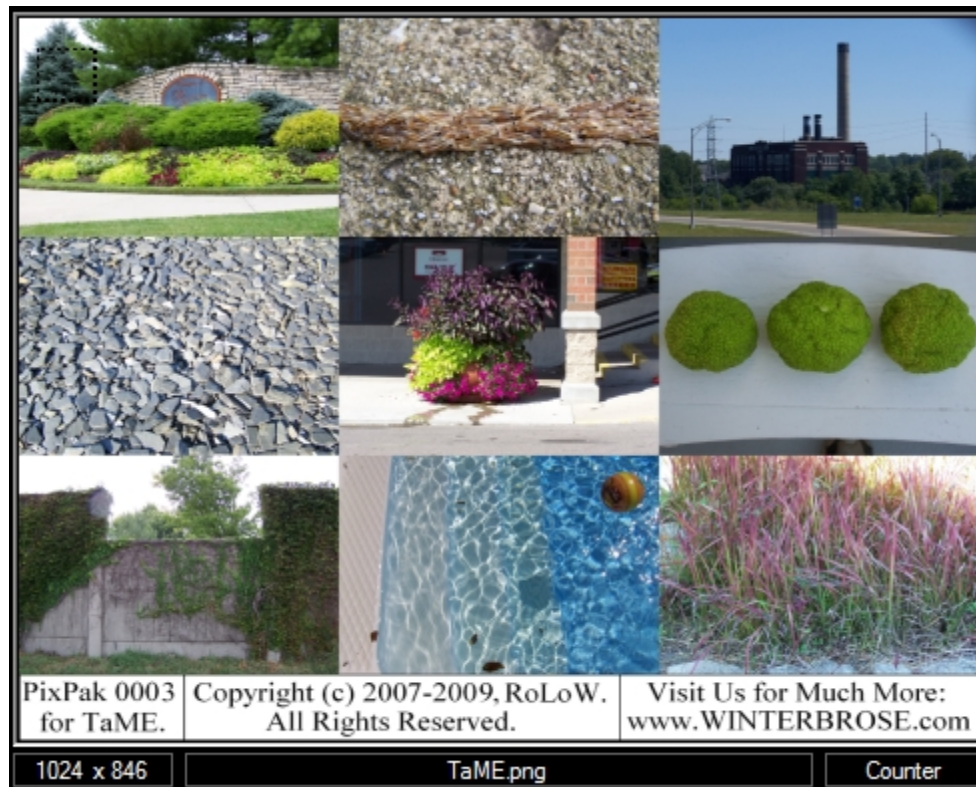 PixPak 0003
for TaME.
Copyright (c) 2007-2009, RoLoW.
All Rights Reserved.
Visit Us for Much More:
www.WINTERBROSE.com
1024 x 846
TaME.png
Counter